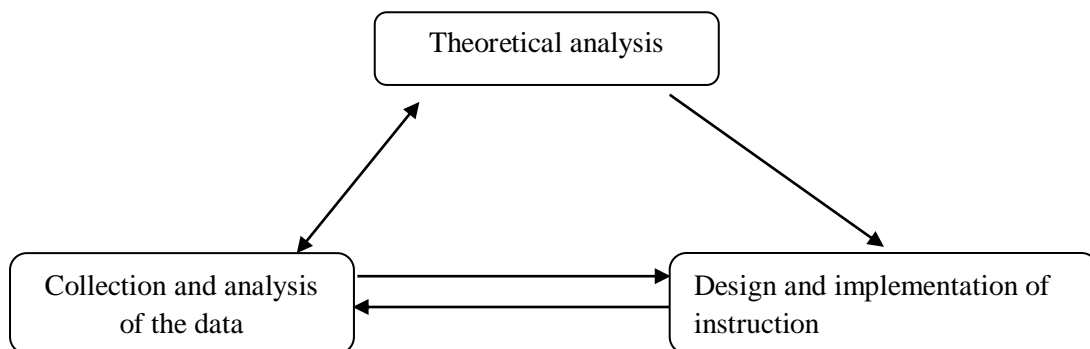 Theoretical analysis
Collection and analysis
of the data
Design and implementation of
instruction